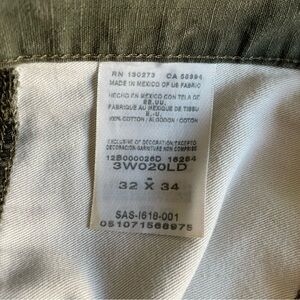 RN 130273 CA 58994
MADE IN MEXICO OF US FABRIC
HECHO EN MEXICO CON TELA DE
EE.UU.
FABRIQUE AU MEXIQUE DE TISSU
E.-U.
100% COTTON / ALGODON / COTON
EXCLUSIVE OF DECORATION/EXCEPTO
DECORACION/GARNITURE NON COMPRISE
12B000026D 16254
3W020LD
-
32 X 34
SAS-I618-001
051071568975